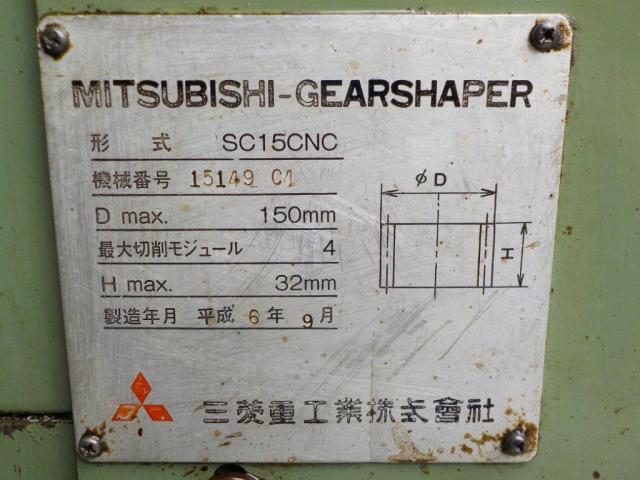 MITSUBISHI-GEARSHAPER
形 式 SC15CNC
機械番号 15149 C4
D max. 150mm
最大切削モジュール 4
H max. 32mm
製造年月 平成 6年 9月
φD
H
三菱重工業株式會社